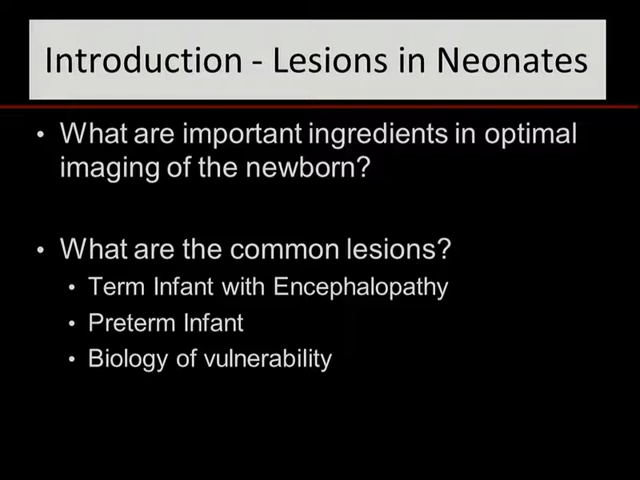 Introduction - Lesions in Neonates
• What are important ingredients in optimal
imaging of the newborn?
• What are the common lesions?
• Term Infant with Encephalopathy
• Preterm Infant
• Biology of vulnerability